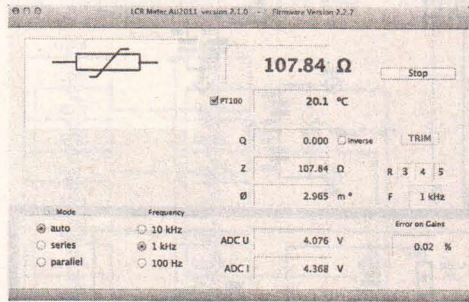 LCR Meter AU2011 version 2.1.0 - Firmware Version 2.2.7
107.84 Ω
Stop
PT100 20.1 °C
Q 0.000 inverse TRIM
Z 107.84 Ω R 3 4 5
Ø 2.965 m° F 1 kHz
Mode Frequency
auto 10 kHz
series 1 kHz
parallel 100 Hz
ADC U 4.076 V
ADC I 4.368 V
Error on Gains
0.02 %